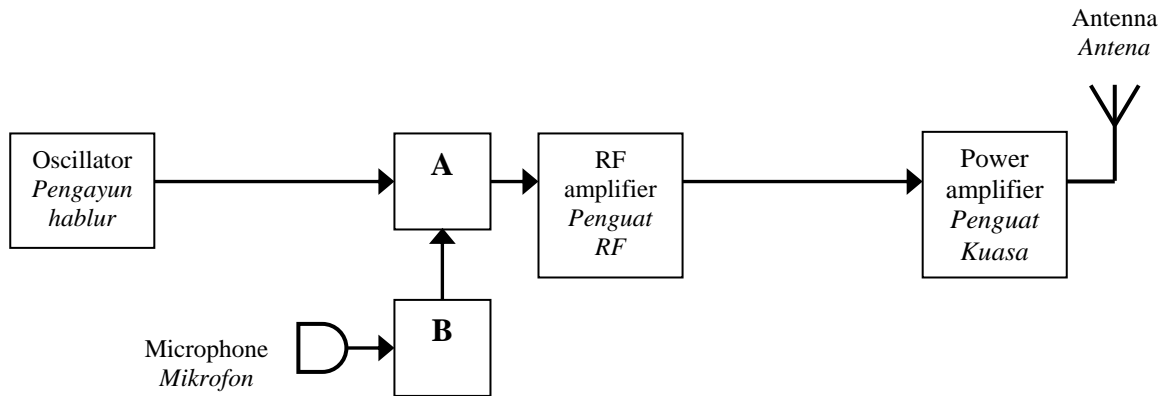 Antenna
Antena
Oscillator
Pengayun
hablur
A
RF
amplifier
Penguat
RF
Power
amplifier
Penguat
Kuasa
B
Microphone
Mikrofon